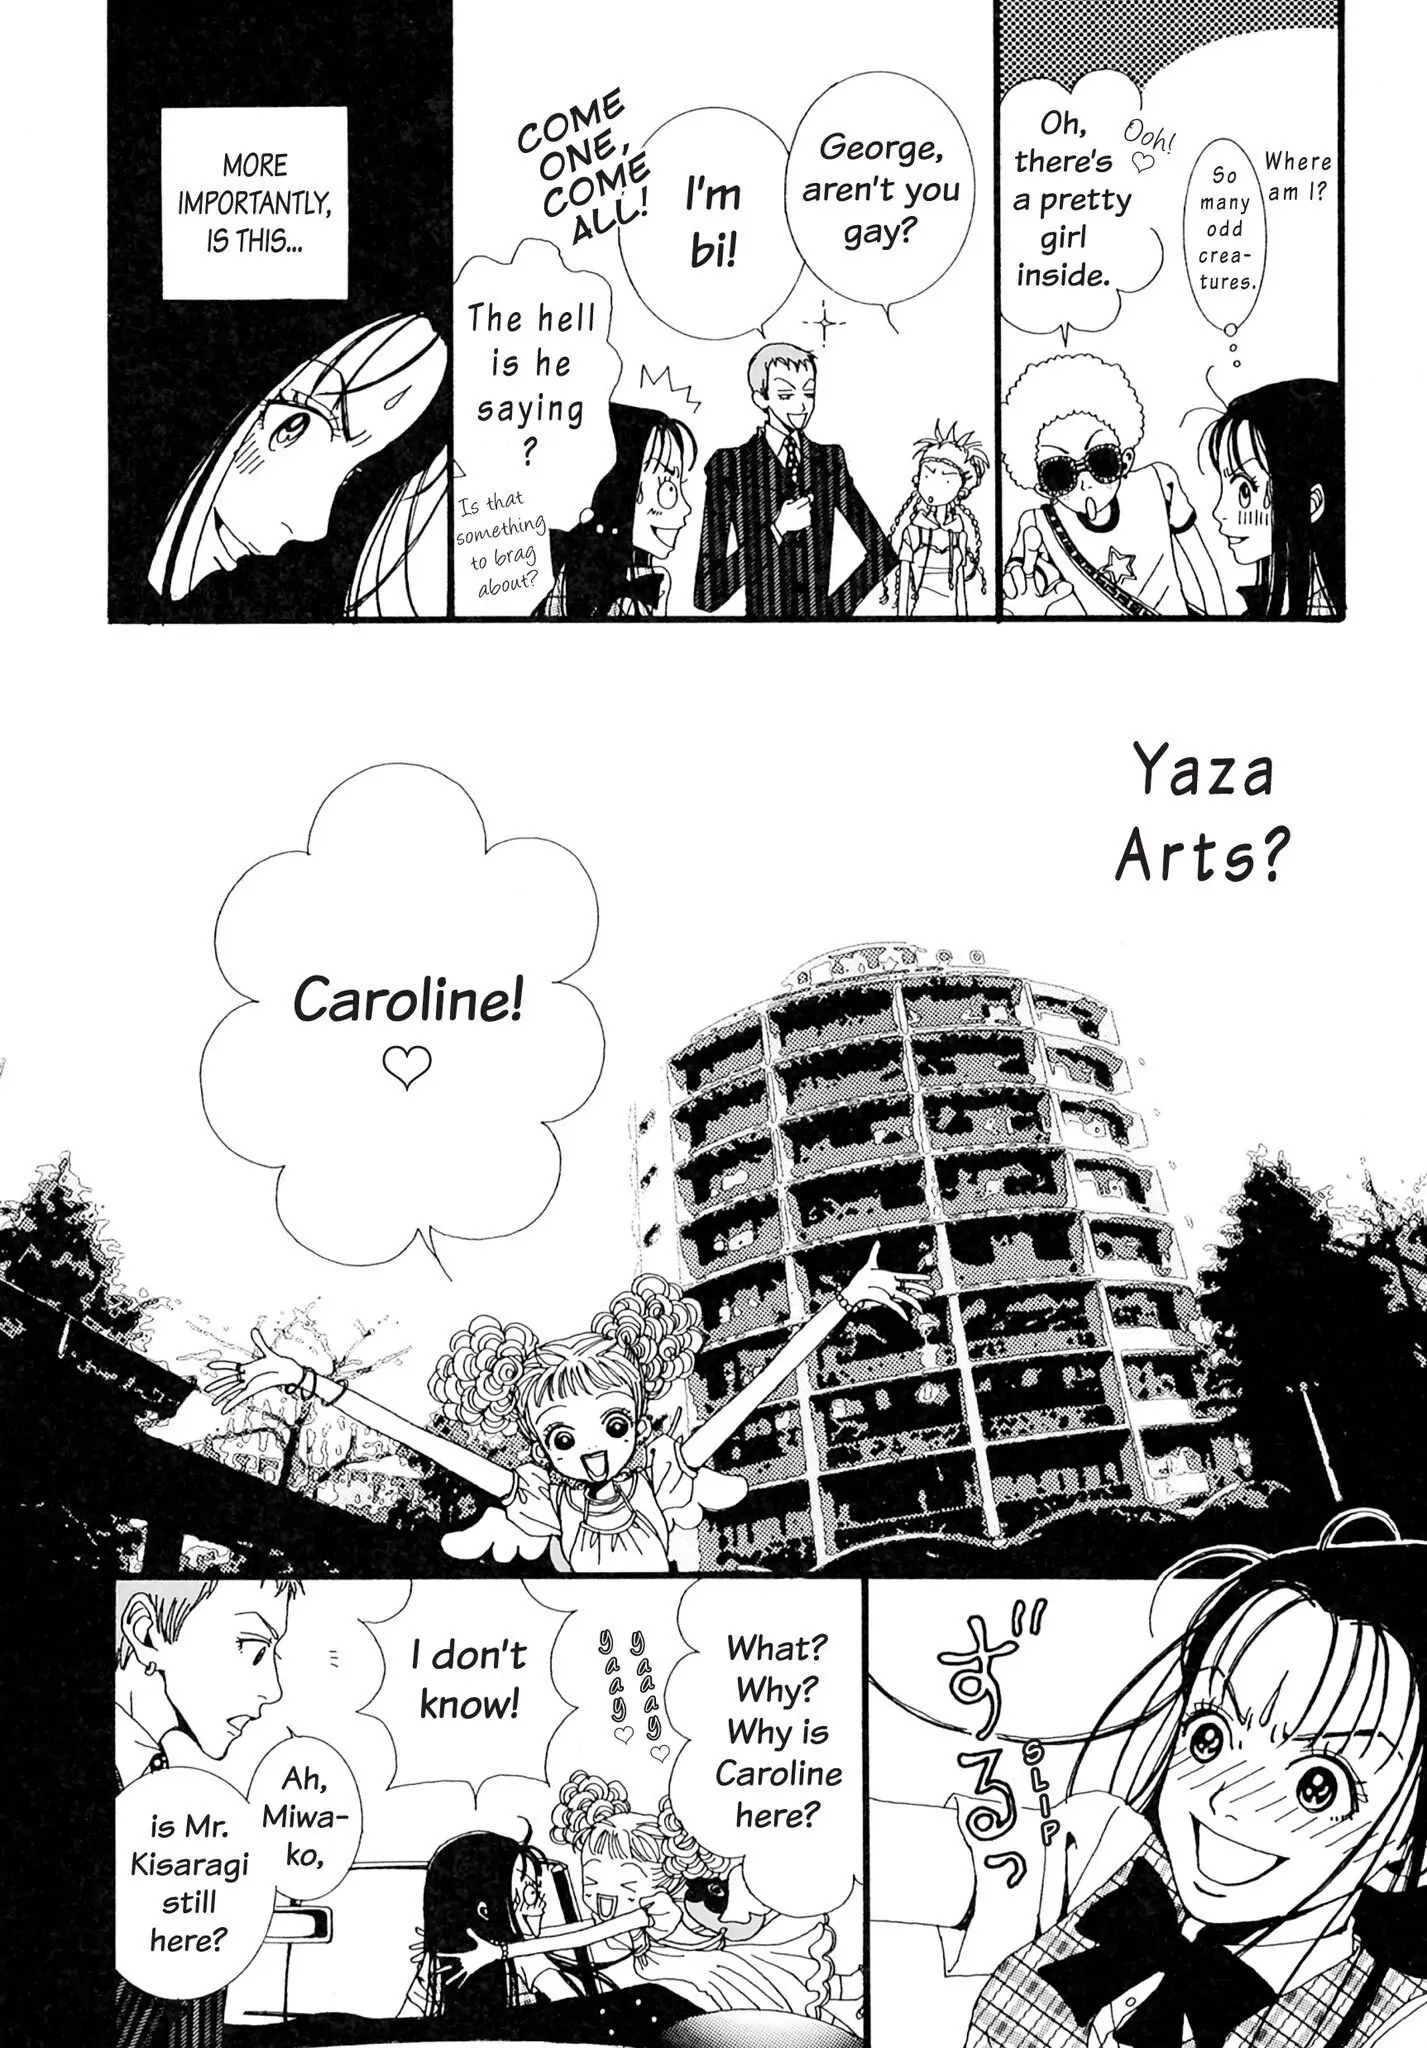 Oh,
there's
a pretty
girl
inside.
Ooh!
♡
Where
am I?
So
many
odd
crea-
tures.
George,
aren't you
gay?
I'm
bi!
COME
ONE,
COME
ALL!
The hell
is he
saying
?
Is that
something
to brag
about?
MORE
IMPORTANTLY,
IS THIS...
Yaza
Arts?
Caroline!
♡
ずるっ
SLIP
What?
Why?
Why is
Caroline
here?
yaaay♡
yaay♡
I don't
know!
Ah,
Miwa-
ko,
is Mr.
Kisaragi
still
here?